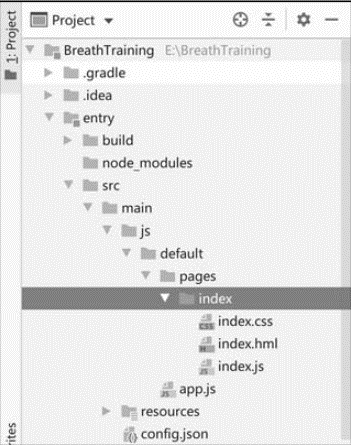 Project
1: Project
BreathTraining E:\BreathTraining
.gradle
.idea
entry
build
node_modules
src
main
js
default
pages
index
index.css
index.hml
index.js
app.js
resources
config.json